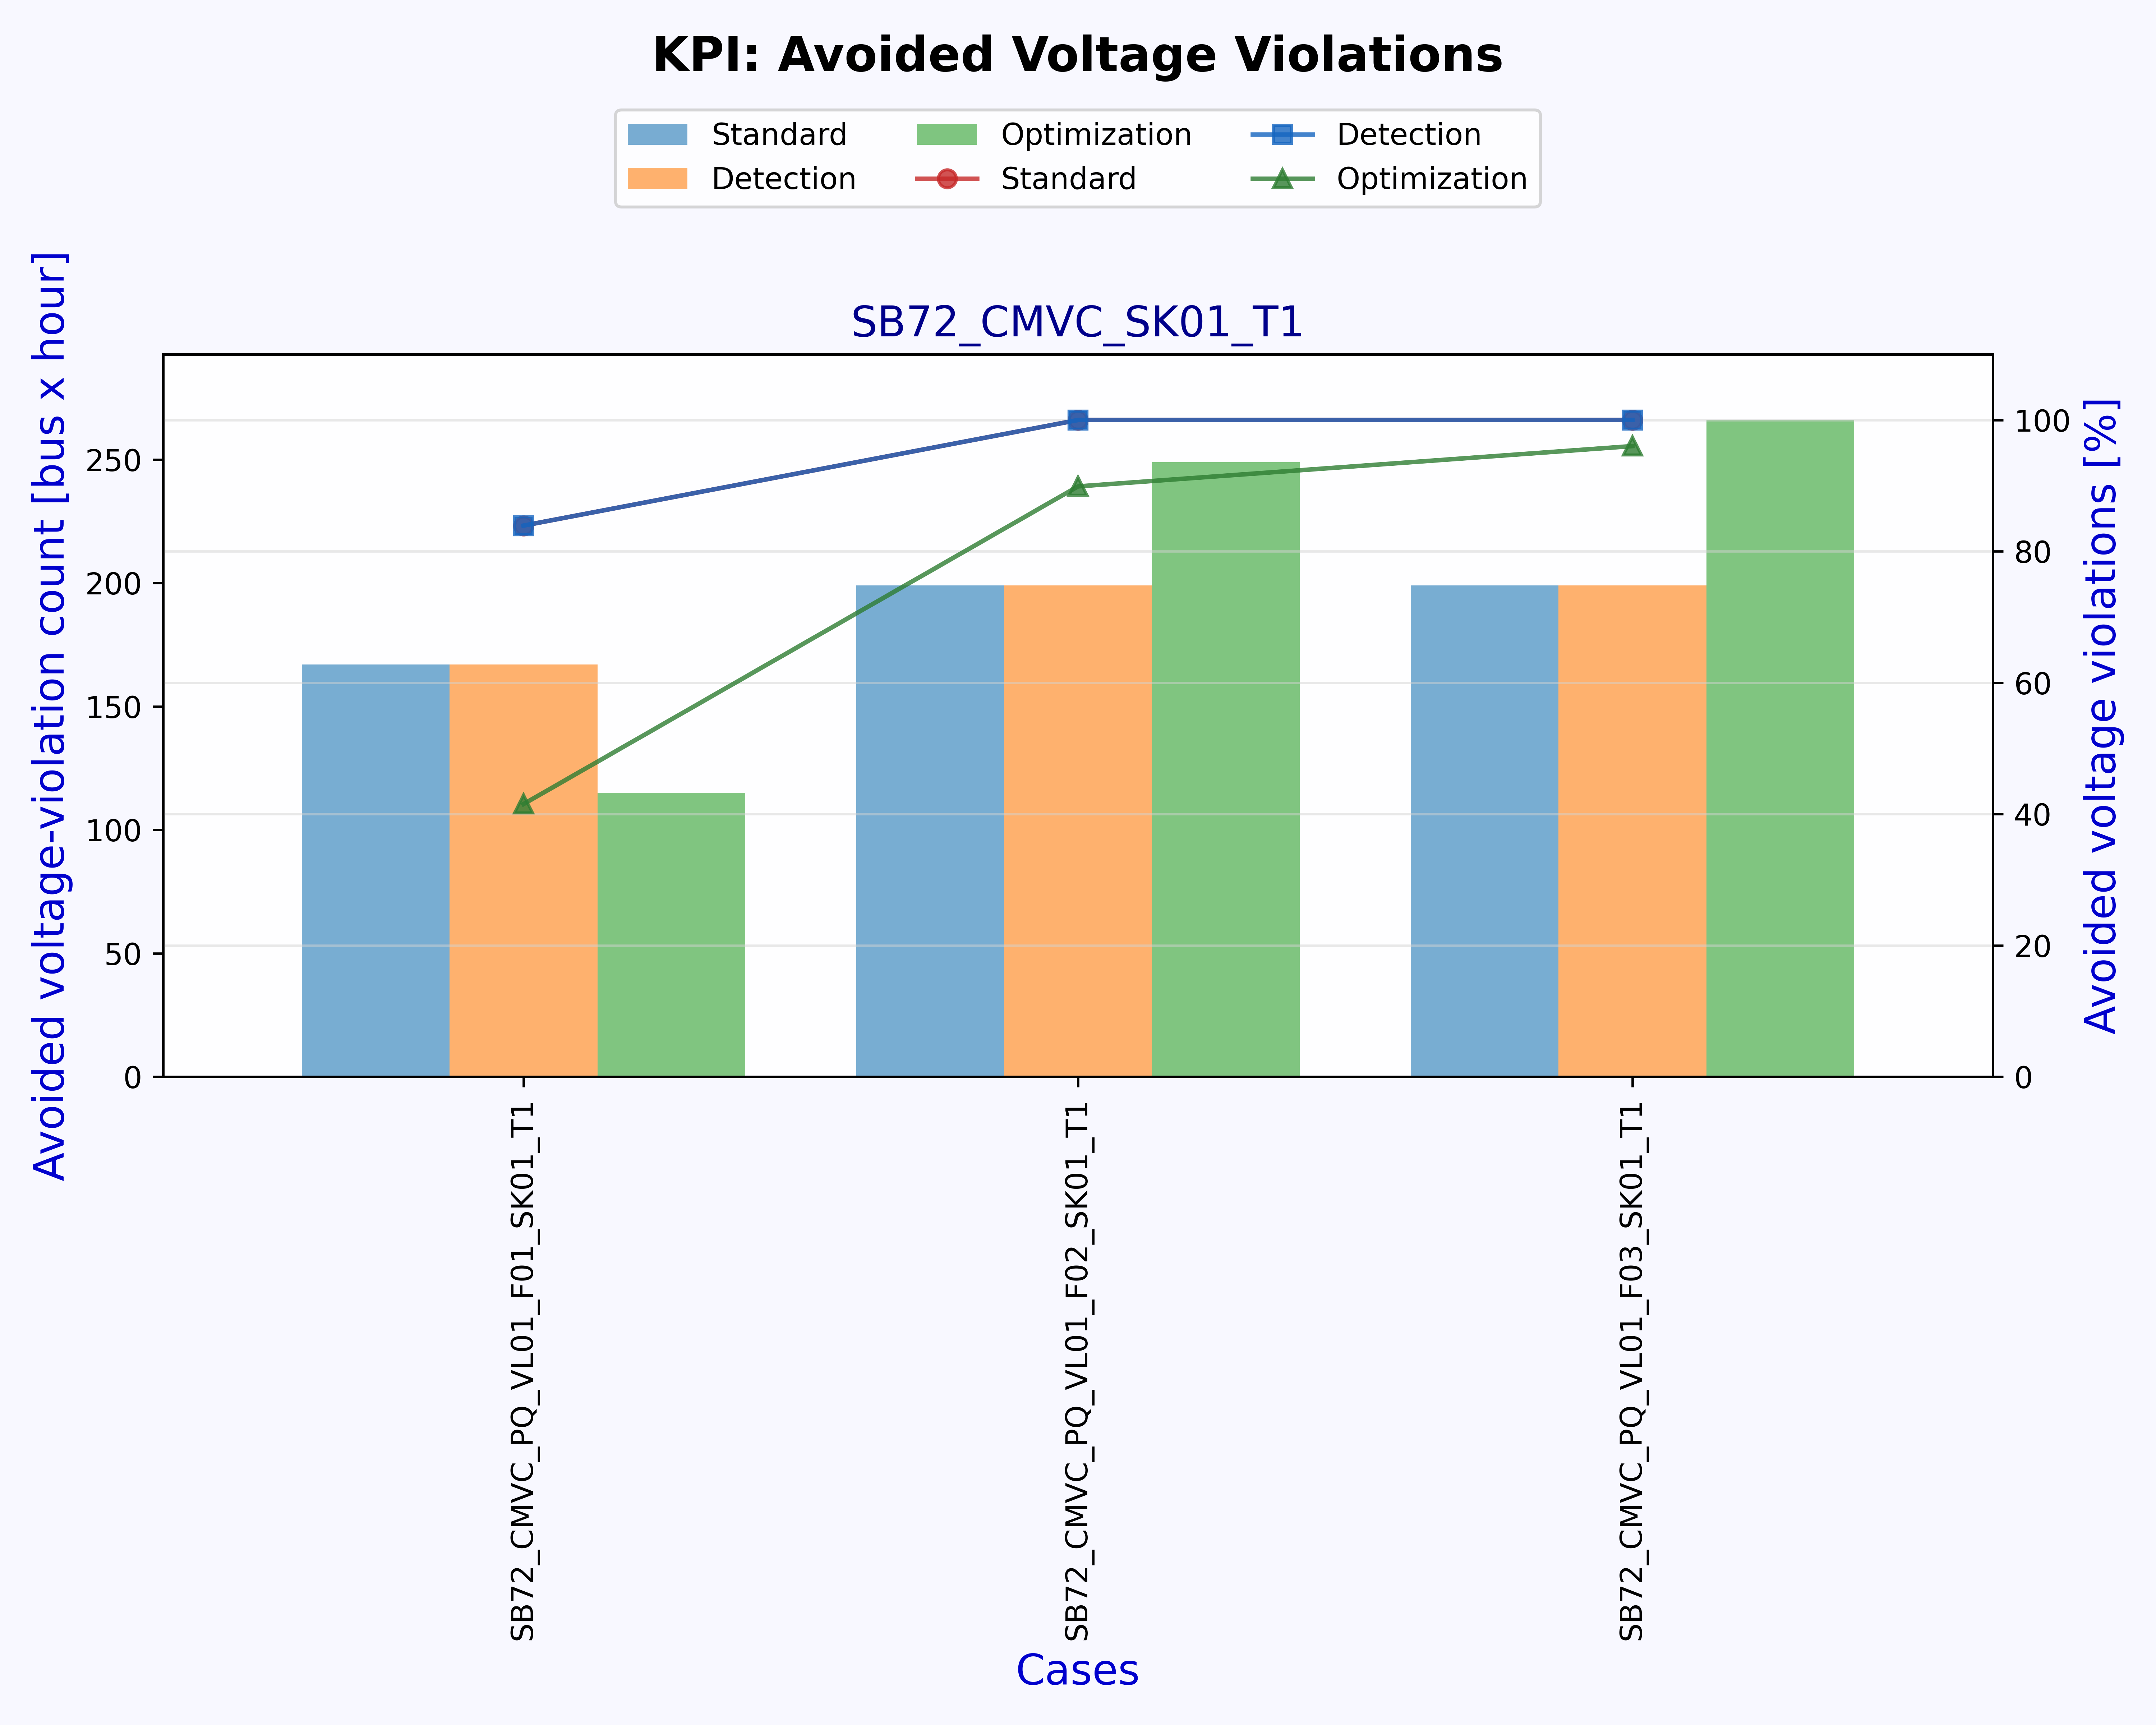 KPI: Avoided Voltage Violations
Standard
Detection
Optimization
Standard
Detection
Optimization
SB72_CMVC_SK01_T1
Avoided voltage-violation count [bus x hour]
250
200
150
100
50
0
100
80
60
40
20
0
Avoided voltage violations [%]
SB72_CMVC_PQ_VL01_F01_SK01_T1
SB72_CMVC_PQ_VL01_F02_SK01_T1
SB72_CMVC_PQ_VL01_F03_SK01_T1
Cases